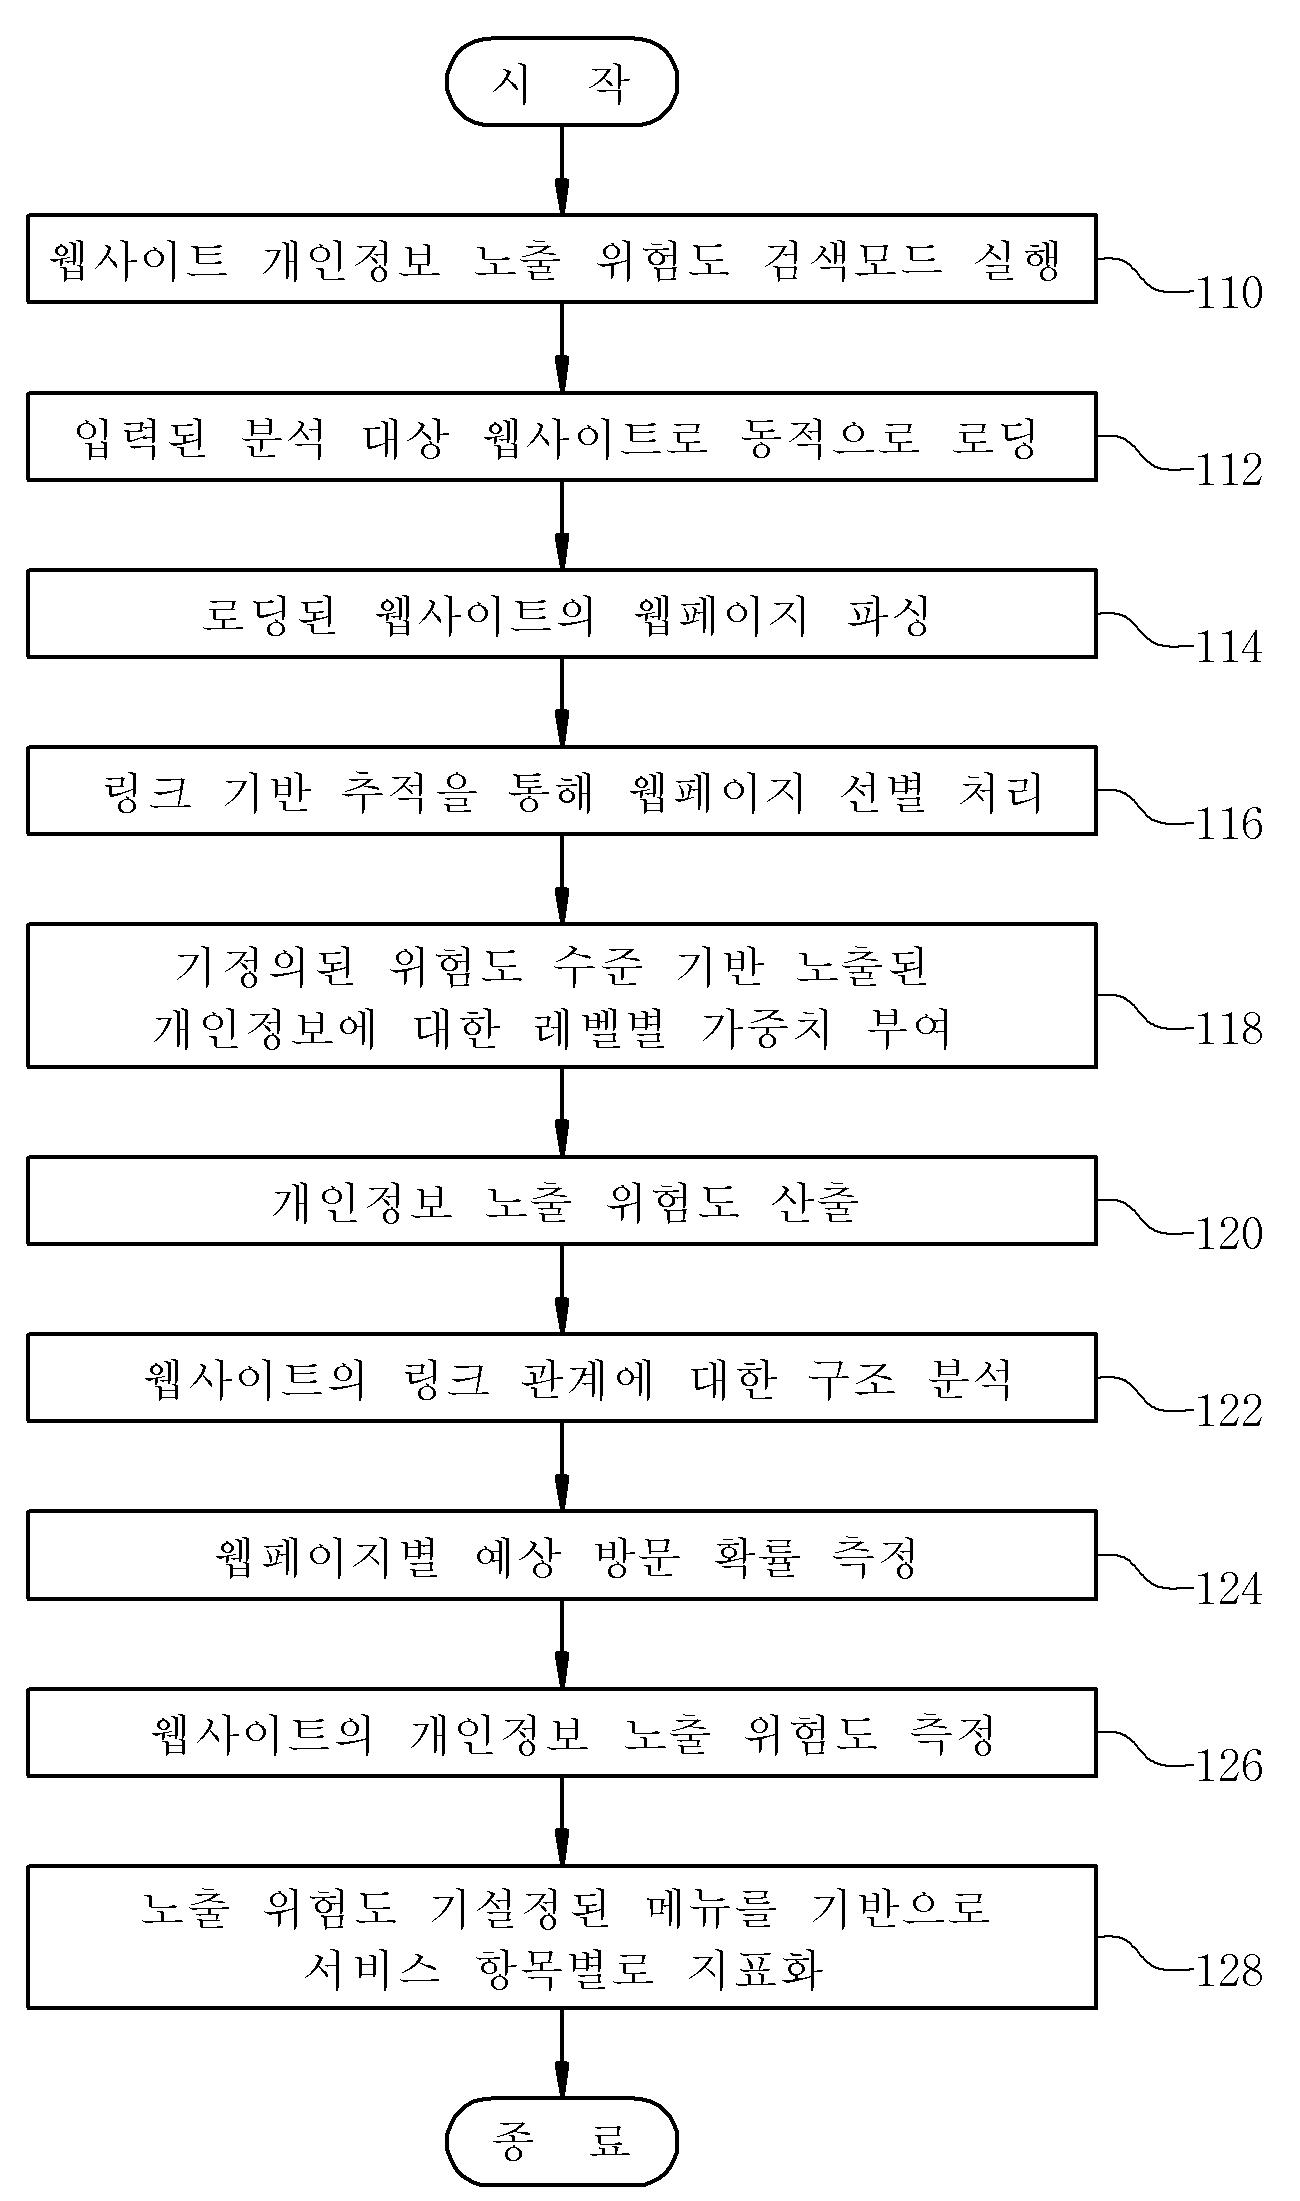 시 작
웹사이트 개인정보 노출 위험도 검색모드 실행
110
입력된 분석 대상 웹사이트로 동적으로 로딩
112
로딩된 웹사이트의 웹페이지 파싱
114
링크 기반 추적을 통해 웹페이지 선별 처리
116
기정의된 위험도 수준 기반 노출된
개인정보에 대한 레벨별 가중치 부여
118
개인정보 노출 위험도 산출
120
웹사이트의 링크 관계에 대한 구조 분석
122
웹페이지별 예상 방문 확률 측정
124
웹사이트의 개인정보 노출 위험도 측정
126
노출 위험도 기설정된 메뉴를 기반으로
서비스 항목별로 지표화
128
종 료